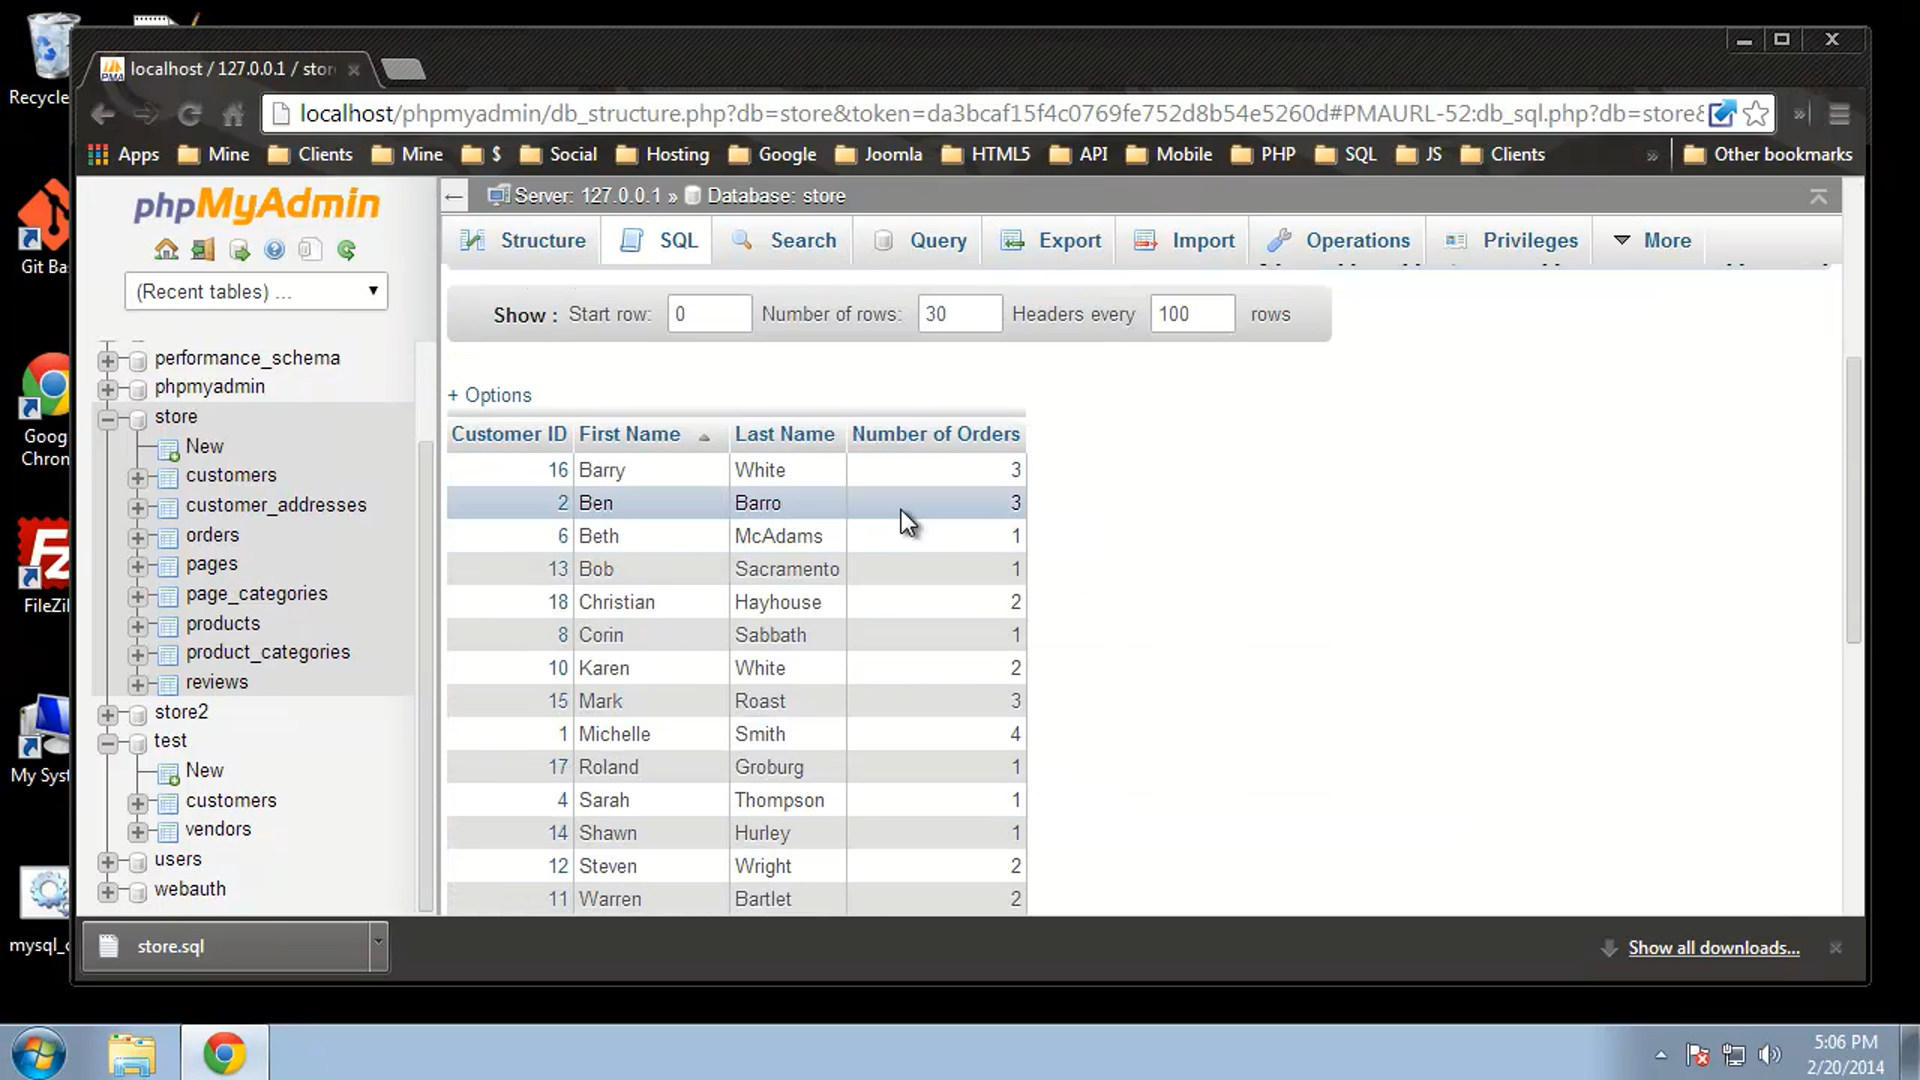 Recycle
Git Ba
Goog
Chron
FileZil
My Syst
mysql_c
localhost / 127.0.0.1 / stor
localhost/phpmyadmin/db_structure.php?db=store&token=da3bcaf15f4c0769fe752d8b54e5260d#PMAURL-52:db_sql.php?db=store&
Apps Mine Clients Mine $ Social Hosting Google Joomla HTML5 API Mobile PHP SQL JS Clients » Other bookmarks
phpMyAdmin
(Recent tables) ...
performance_schema
phpmyadmin
store
New
customers
customer_addresses
orders
pages
page_categories
products
product_categories
reviews
store2
test
New
customers
vendors
users
webauth
Server: 127.0.0.1 » Database: store
Structure SQL Search Query Export Import Operations Privileges More
Show : Start row: 0 Number of rows: 30 Headers every 100 rows
+ Options
Customer ID First Name Last Name Number of Orders
16 Barry White 3
2 Ben Barro 3
6 Beth McAdams 1
13 Bob Sacramento 1
18 Christian Hayhouse 2
8 Corin Sabbath 1
10 Karen White 2
15 Mark Roast 3
1 Michelle Smith 4
17 Roland Groburg 1
4 Sarah Thompson 1
14 Shawn Hurley 1
12 Steven Wright 2
11 Warren Bartlet 2
store.sql
Show all downloads...
5:06 PM
2/20/2014